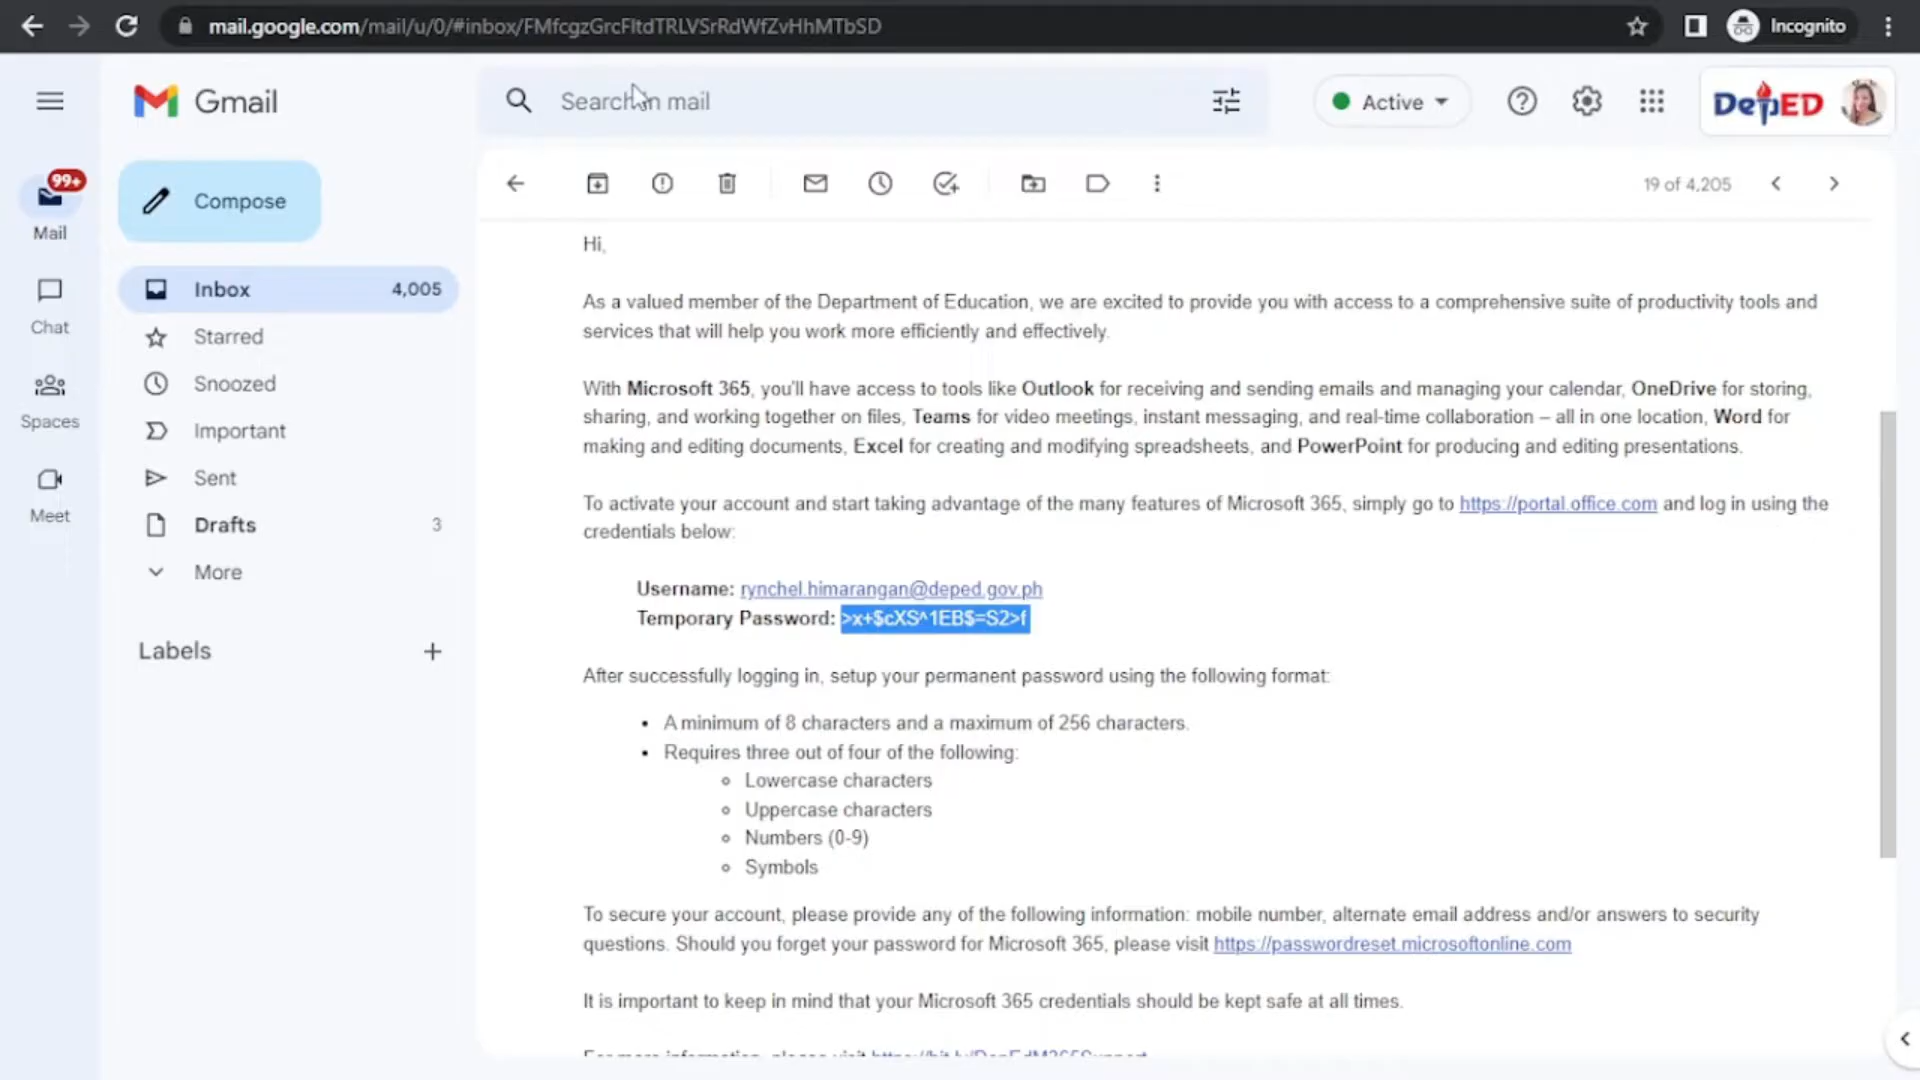 mail.google.com/mail/u/0/#inbox/FMfcgzGrcFltdTRLVSrRdWfZvHhMTbSD
Incognito
Gmail
Search in mail
Active
DepED
99+
Mail
Compose
19 of 4,205
Inbox 4,005
Chat
Starred
Snoozed
Spaces
Important
Sent
Meet
Drafts 3
More
Labels
Hi,
As a valued member of the Department of Education, we are excited to provide you with access to a comprehensive suite of productivity tools and
services that will help you work more efficiently and effectively.
With Microsoft 365, you'll have access to tools like Outlook for receiving and sending emails and managing your calendar, OneDrive for storing,
sharing, and working together on files, Teams for video meetings, instant messaging, and real-time collaboration – all in one location, Word for
making and editing documents, Excel for creating and modifying spreadsheets, and PowerPoint for producing and editing presentations.
To activate your account and start taking advantage of the many features of Microsoft 365, simply go to https://portal.office.com and log in using the
credentials below:
Username: rynchel.himarangan@deped.gov.ph
Temporary Password: >x+$cXS^1EB$=S2>f
After successfully logging in, setup your permanent password using the following format:
• A minimum of 8 characters and a maximum of 256 characters.
• Requires three out of four of the following:
◦ Lowercase characters
◦ Uppercase characters
◦ Numbers (0-9)
◦ Symbols
To secure your account, please provide any of the following information: mobile number, alternate email address and/or answers to security
questions. Should you forget your password for Microsoft 365, please visit https://passwordreset.microsoftonline.com
It is important to keep in mind that your Microsoft 365 credentials should be kept safe at all times.
For more information, please visit https://bit.ly/DepEdM365Support